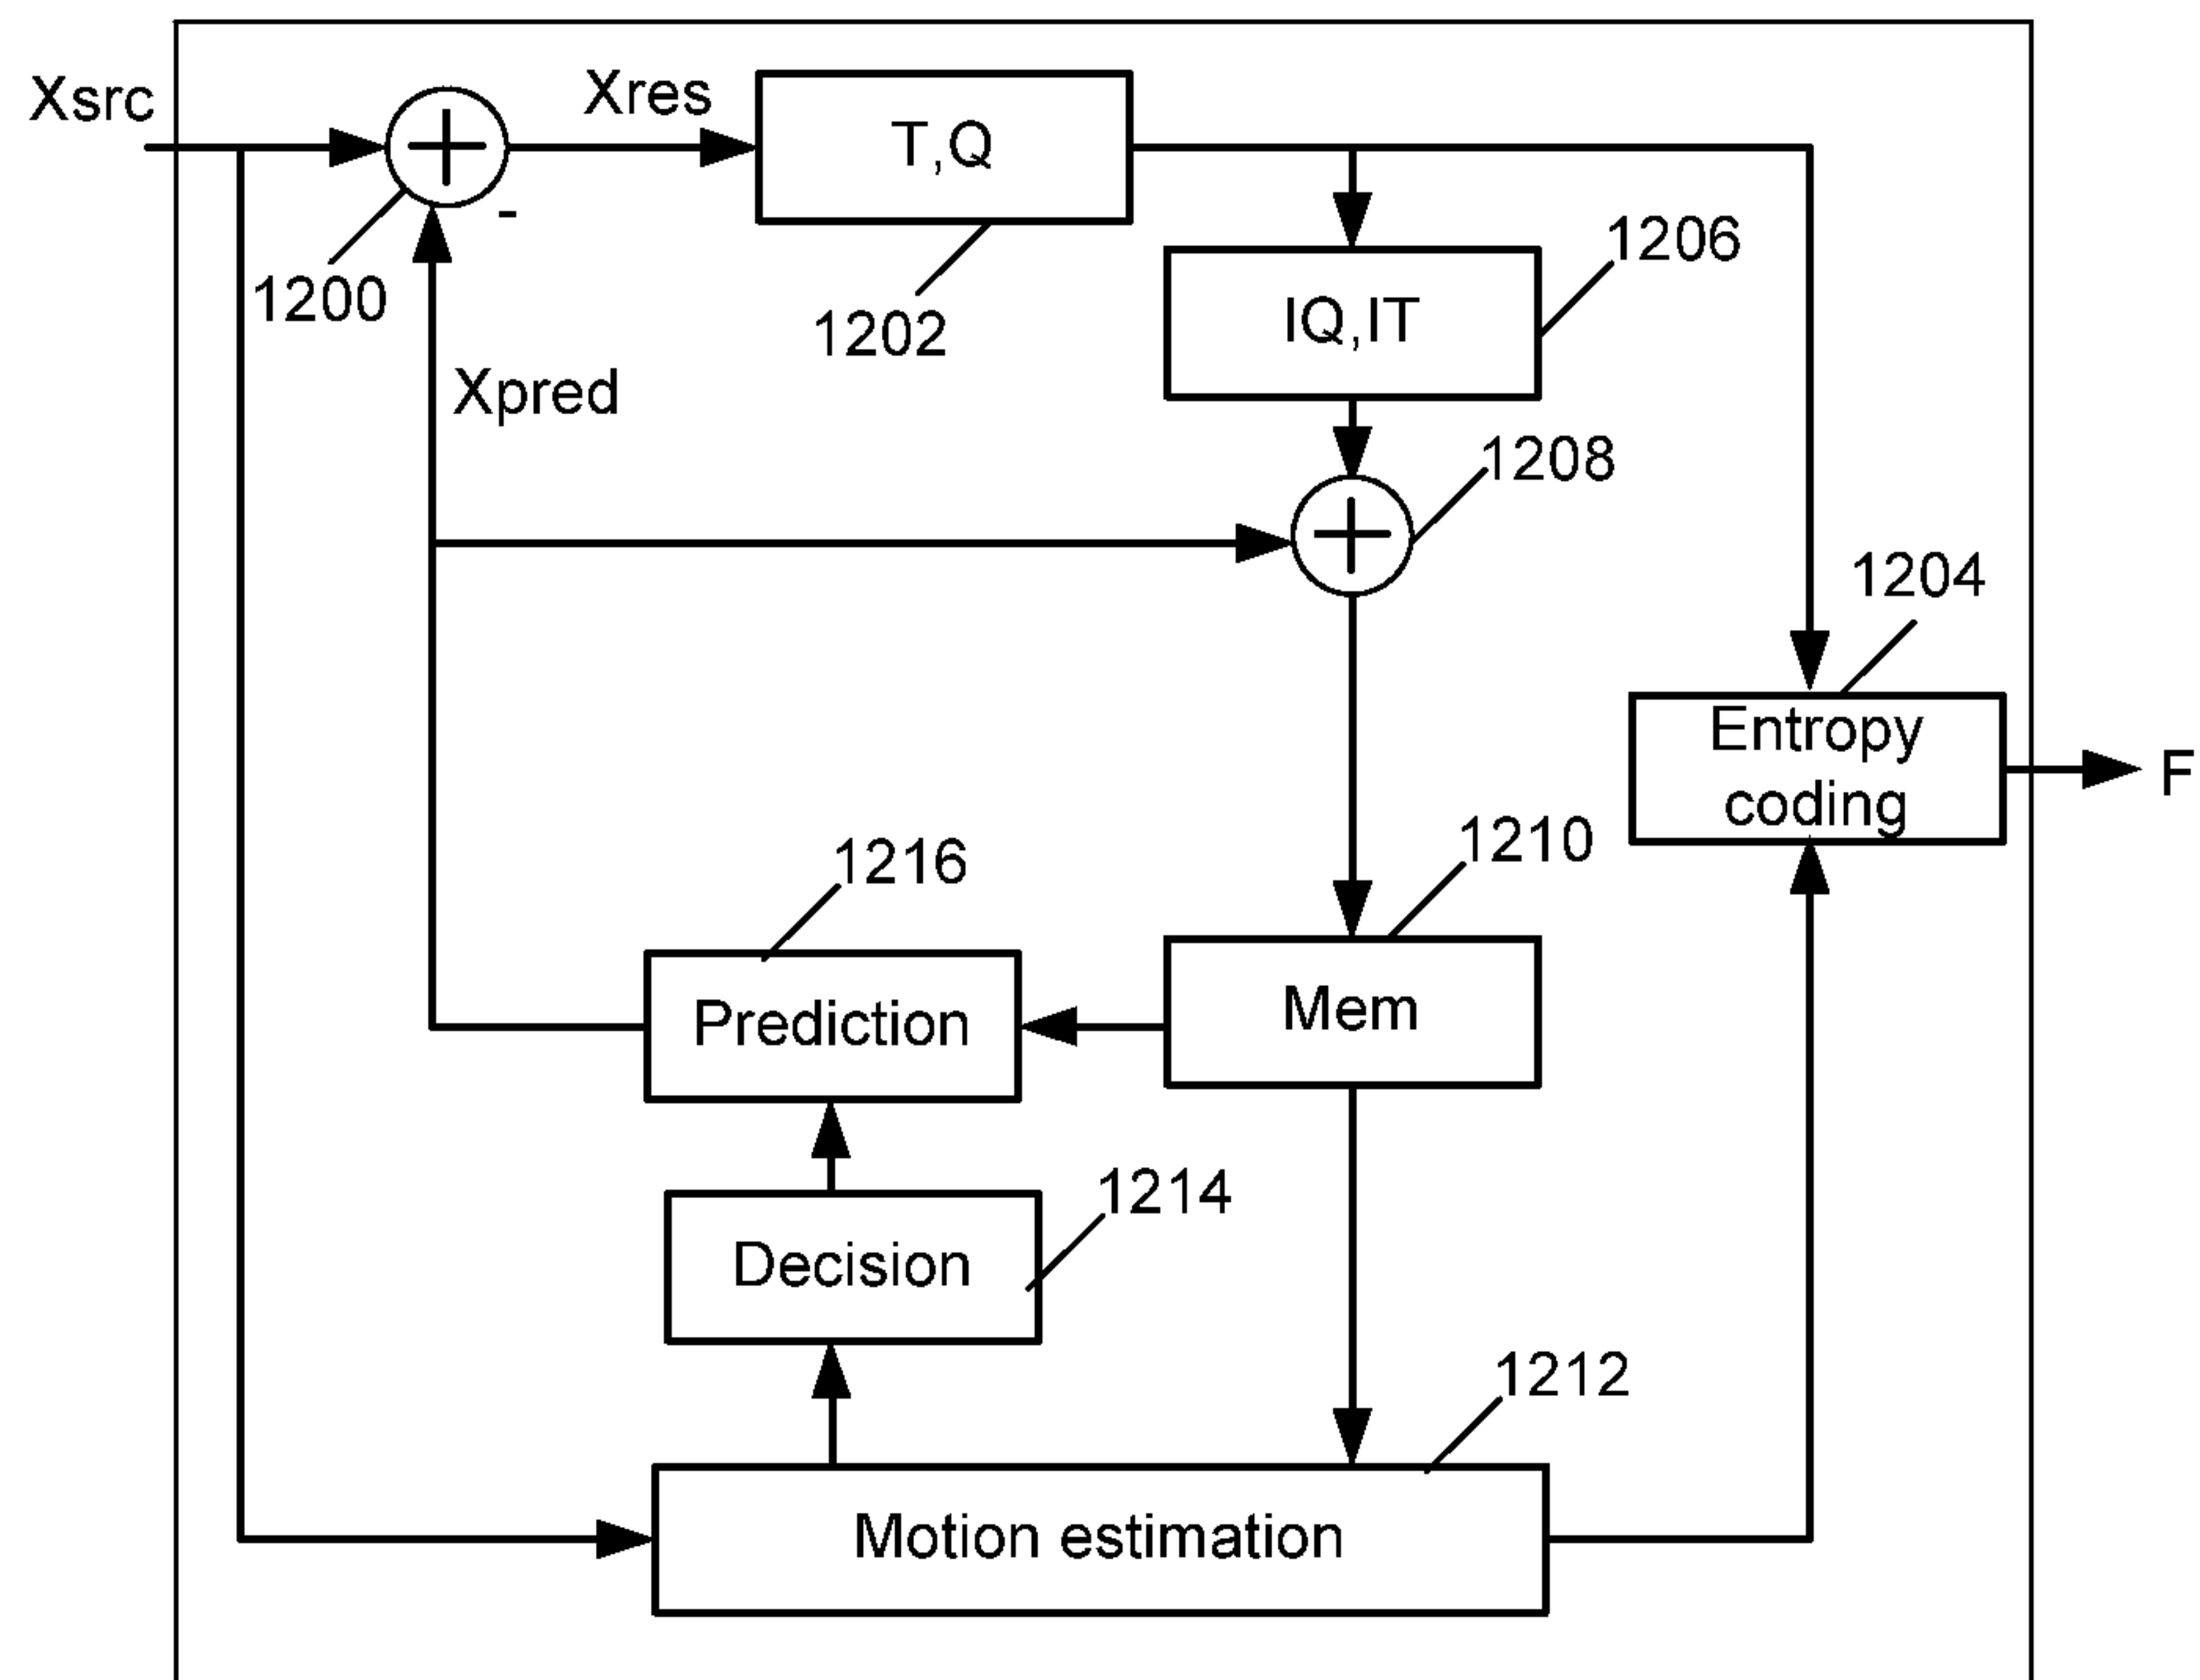 Xsrc
Xres
T,Q
-
1200
1202
1206
IQ,IT
Xpred
1208
1204
Entropy
coding
F
1210
1216
Mem
Prediction
1214
Decision
1212
Motion estimation